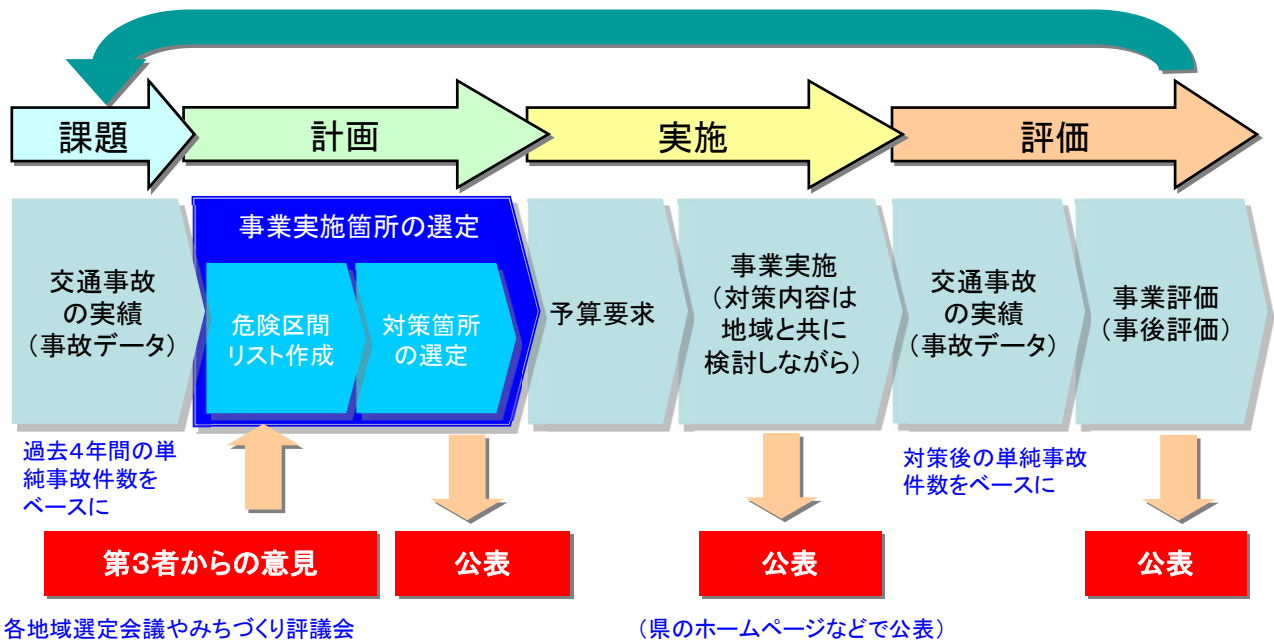 課題
計画
実施
評価
交通事故
の実績
（事故データ）
事業実施箇所の選定
危険区間
リスト作成
対策箇所
の選定
予算要求
事業実施
（対策内容は
地域と共に
検討しながら）
交通事故
の実績
（事故データ）
事業評価
（事後評価）
過去４年間の単
純事故件数を
ベースに
対策後の単純事故
件数をベースに
第３者からの意見
公表
公表
公表
各地域選定会議やみちづくり評議会
（県のホームページなどで公表）